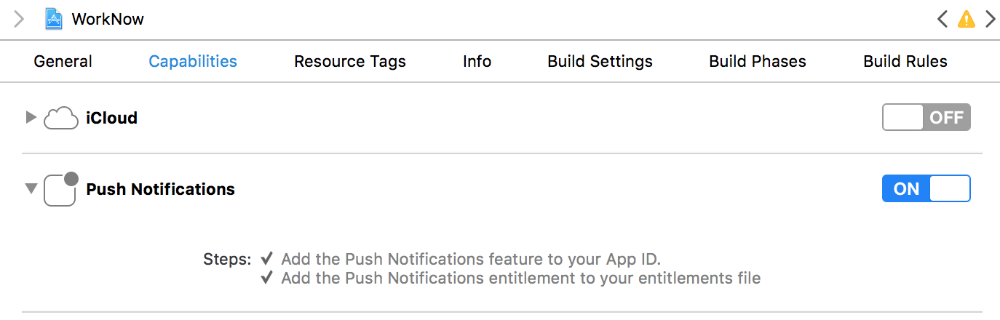 WorkNow
General Capabilities Resource Tags Info Build Settings Build Phases Build Rules
iCloud OFF
Push Notifications ON
Steps: ✓ Add the Push Notifications feature to your App ID.
✓ Add the Push Notifications entitlement to your entitlements file